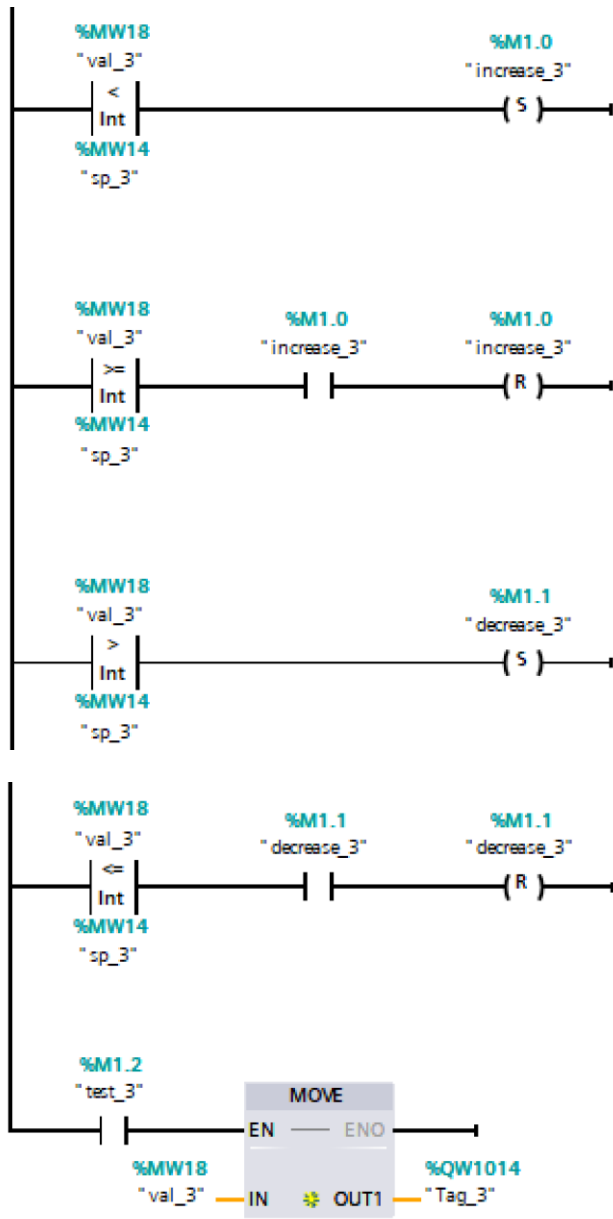 %MW18
"val_3"
<
Int
%MW14
"sp_3"
%M1.0
"increase_3"
( S )
%MW18
"val_3"
>=
Int
%MW14
"sp_3"
%M1.0
"increase_3"
%M1.0
"increase_3"
( R )
%MW18
"val_3"
>
Int
%MW14
"sp_3"
%M1.1
"decrease_3"
( S )
%MW18
"val_3"
<=
Int
%MW14
"sp_3"
%M1.1
"decrease_3"
%M1.1
"decrease_3"
( R )
%M1.2
"test_3"
MOVE
EN ENO
%MW18
"val_3"
IN OUT1
%QW1014
"Tag_3"